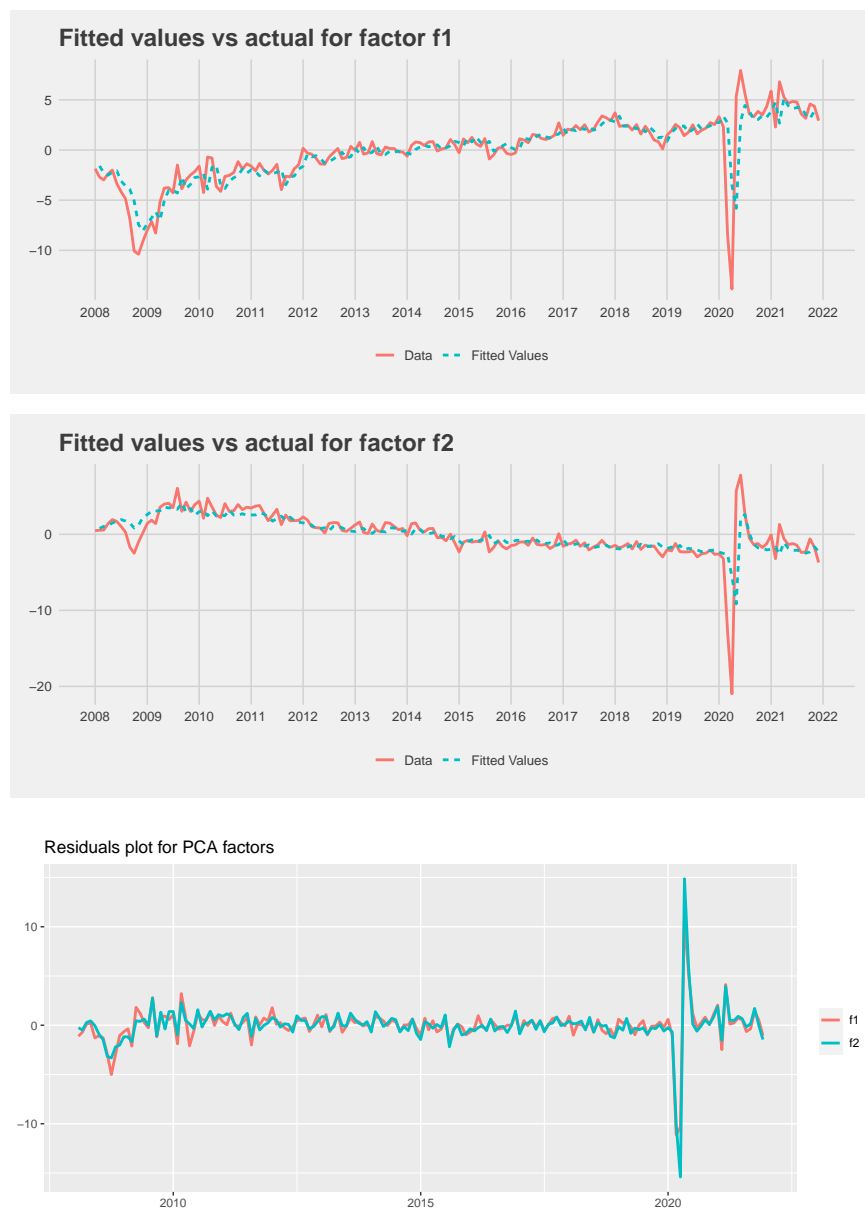 Fitted values vs actual for factor f1
5
0
−5
−10
2008 2009 2010 2011 2012 2013 2014 2015 2016 2017 2018 2019 2020 2021 2022
Data Fitted Values
Fitted values vs actual for factor f2
0
−10
−20
2008 2009 2010 2011 2012 2013 2014 2015 2016 2017 2018 2019 2020 2021 2022
Data Fitted Values
Residuals plot for PCA factors
10
0
−10
2010 2015 2020
f1
f2